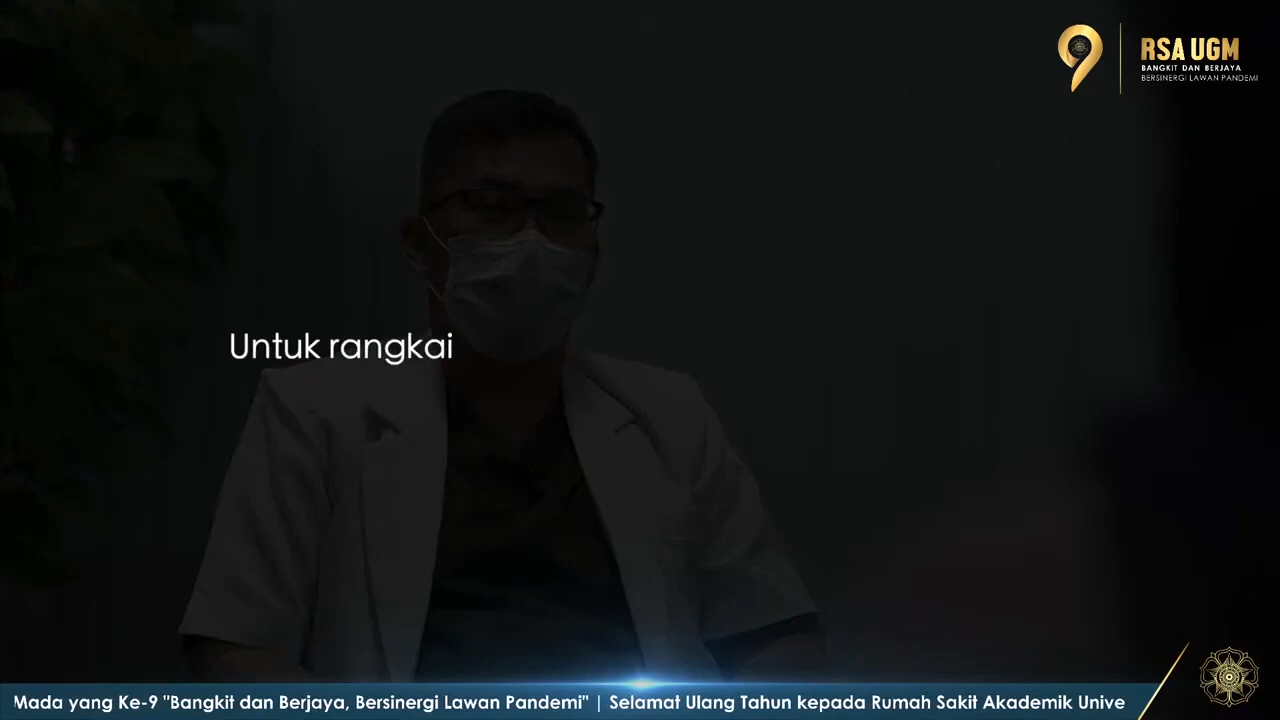 9
RSA UGM
BANGKIT DAN BERJAYA
BERSINERGI LAWAN PANDEMI
Untuk rangkai
Mada yang Ke-9 "Bangkit dan Berjaya, Bersinergi Lawan Pandemi" | Selamat Ulang Tahun kepada Rumah Sakit Akademik Unive